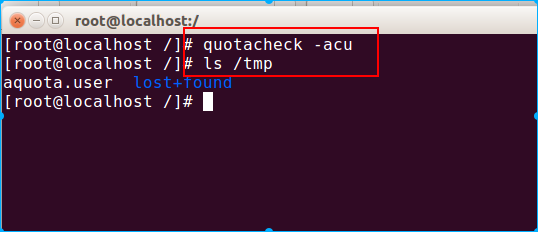 root@localhost:/
[root@localhost /]# quotacheck -acu
[root@localhost /]# ls /tmp
aquota.user  lost+found
[root@localhost /]#